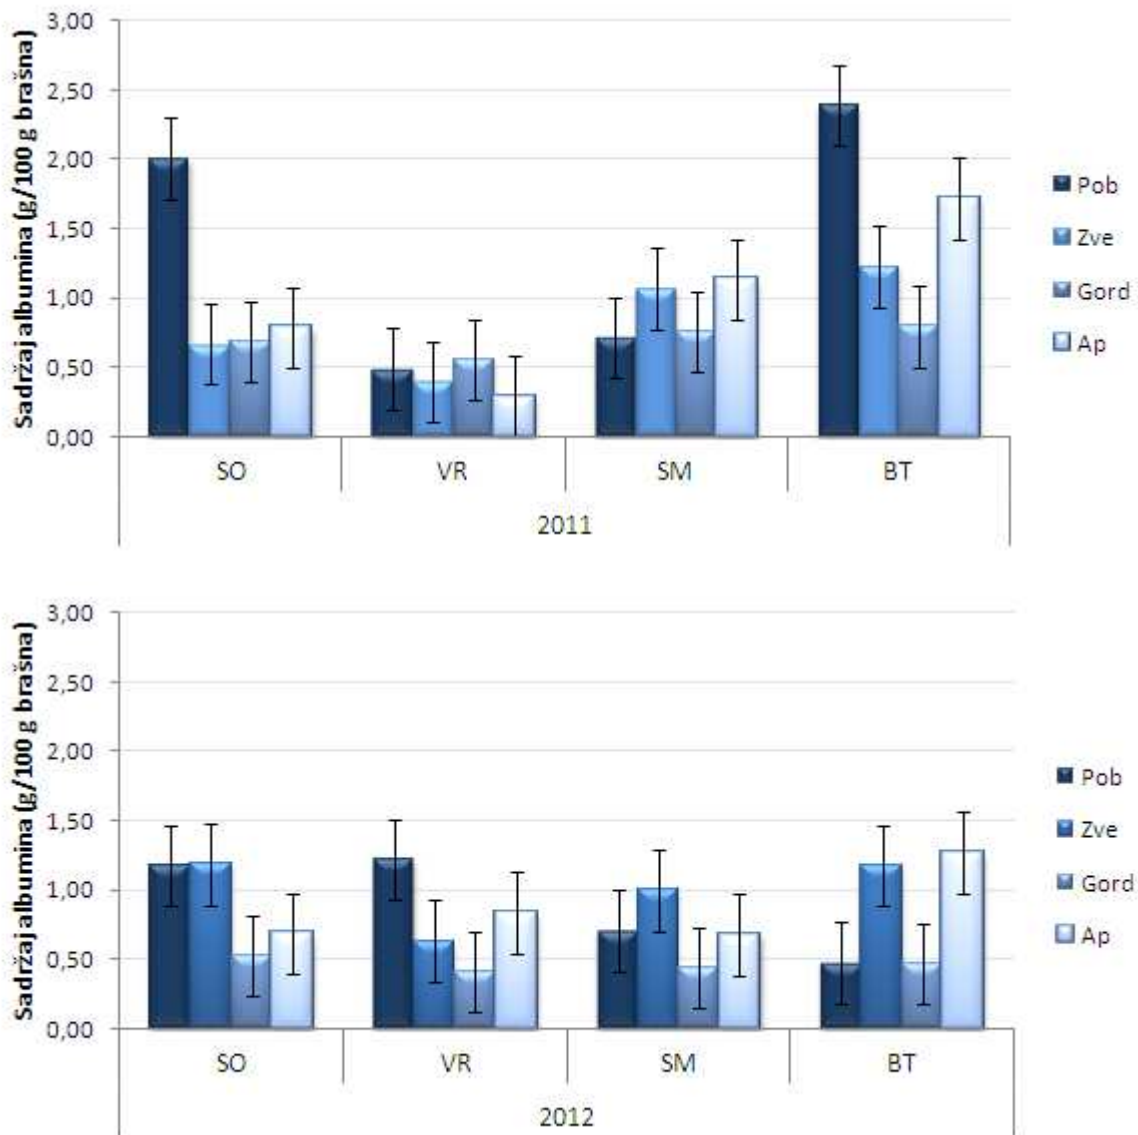 Sadržaj albumina (g/100 g brašna)
3,00
2,50
2,00
1,50
1,00
0,50
0,00
SO VR SM BT
2011
Pob
Zve
Gord
Ap
Sadržaj albumina (g/100 g brašna)
3,00
2,50
2,00
1,50
1,00
0,50
0,00
SO VR SM BT
2012
Pob
Zve
Gord
Ap